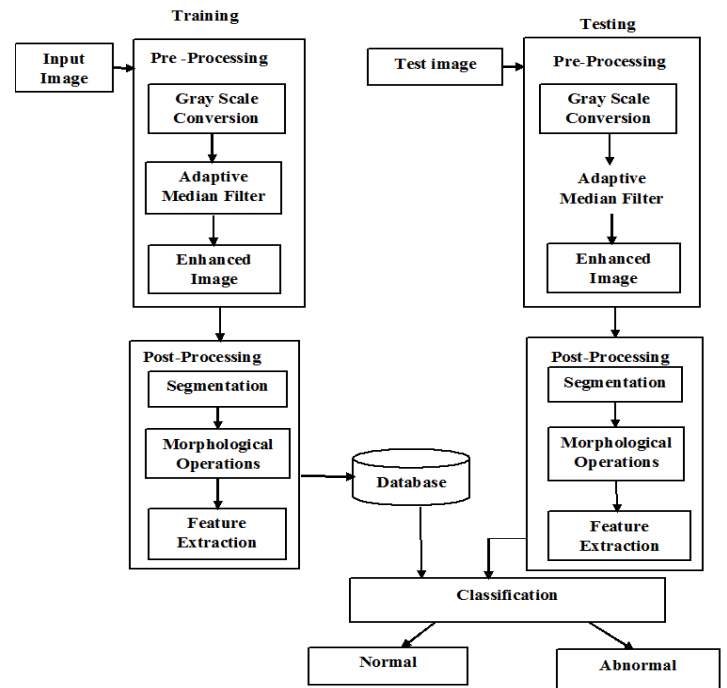 Training
Input
Image
Pre -Processing
Gray Scale
Conversion
Adaptive
Median Filter
Enhanced
Image
Post-Processing
Segmentation
Morphological
Operations
Feature
Extraction
Database
Testing
Test image
Pre-Processing
Gray Scale
Conversion
Adaptive
Median Filter
Enhanced
Image
Post-Processing
Segmentation
Morphological
Operations
Feature
Extraction
Classification
Normal
Abnormal